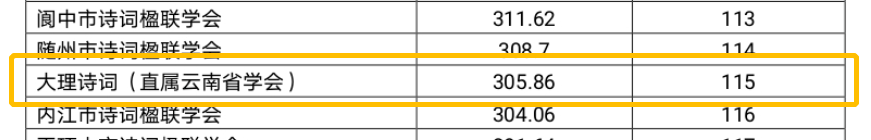 阆中市诗词楹联学会 311.62 113
随州市诗词楹联学会 308.7 114
大理诗词（直属云南省学会） 305.86 115
内江市诗词楹联学会 304.06 116